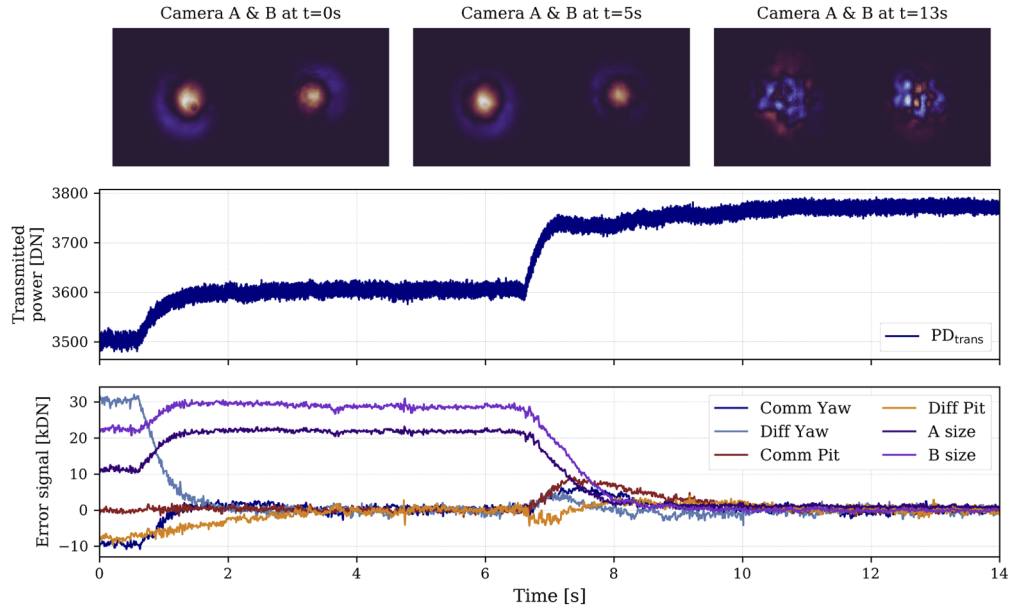 Camera A & B at t=0s
Camera A & B at t=5s
Camera A & B at t=13s
Transmitted
power [DN]
3800
3700
3600
3500
PDtrans
Error signal [kDN]
30
20
10
0
−10
Comm Yaw
Diff Yaw
Comm Pit
Diff Pit
A size
B size
0
2
4
6
8
10
12
14
Time [s]